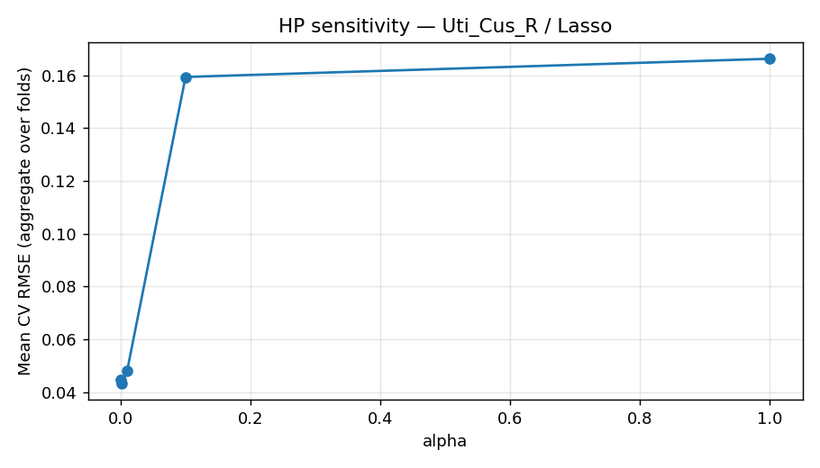 HP sensitivity — Uti_Cus_R / Lasso
Mean CV RMSE (aggregate over folds)
0.16
0.14
0.12
0.10
0.08
0.06
0.04
0.0 0.2 0.4 0.6 0.8 1.0
alpha